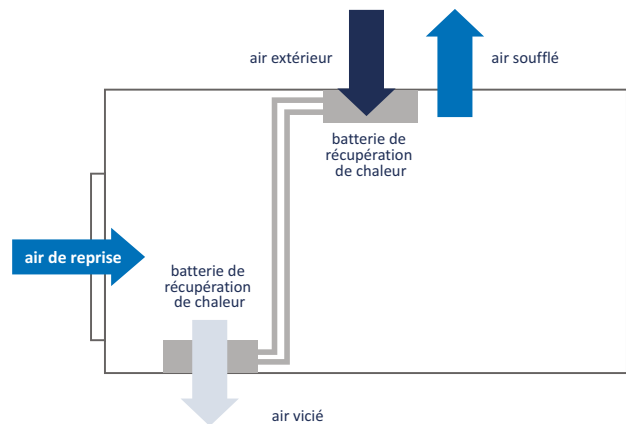 air extérieur
air soufflé
batterie de
récupération
de chaleur
air de reprise
batterie de
récupération
de chaleur
air vicié